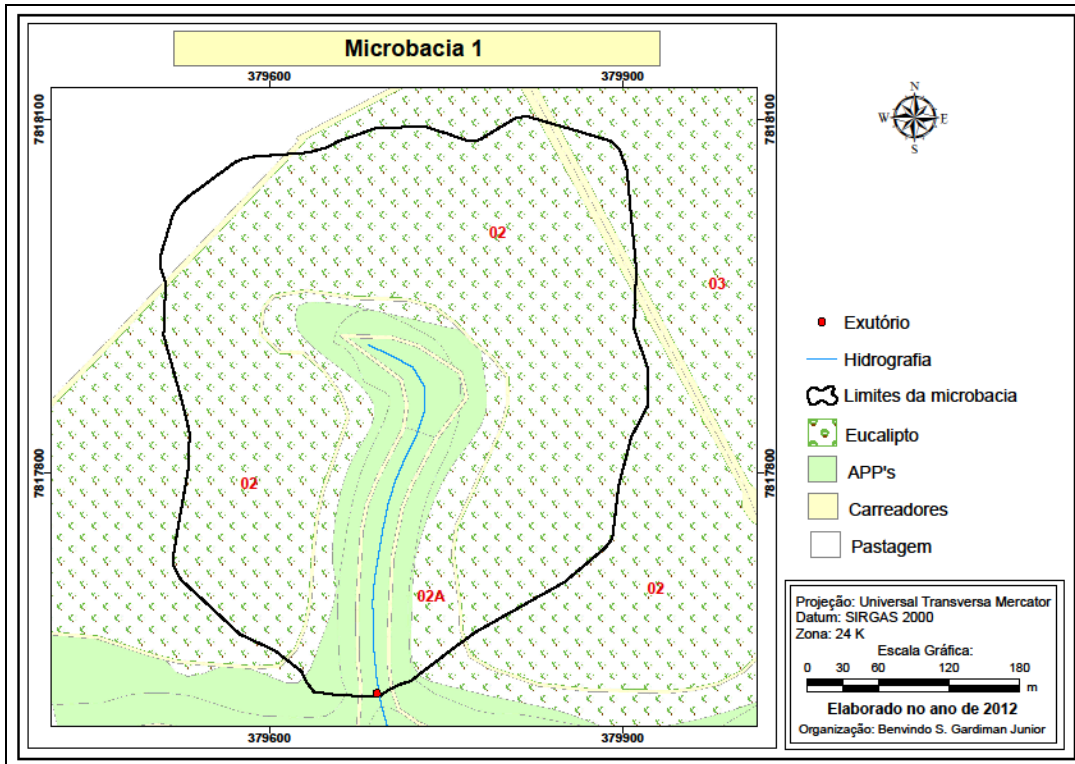 Microbacia 1
379600
379900
7818100
7818100
N
W
E
S
02
03
Exutório
Hidrografia
Limites da microbacia
Eucalipto
APP's
Carreadores
Pastagem
7817800
7817800
02
02A
02
379600
379900
Projeção: Universal Transversa Mercator
Datum: SIRGAS 2000
Zona: 24 K
Escala Gráfica:
0 30 60 120 180
m
Elaborado no ano de 2012
Organização: Benvindo S. Gardiman Junior